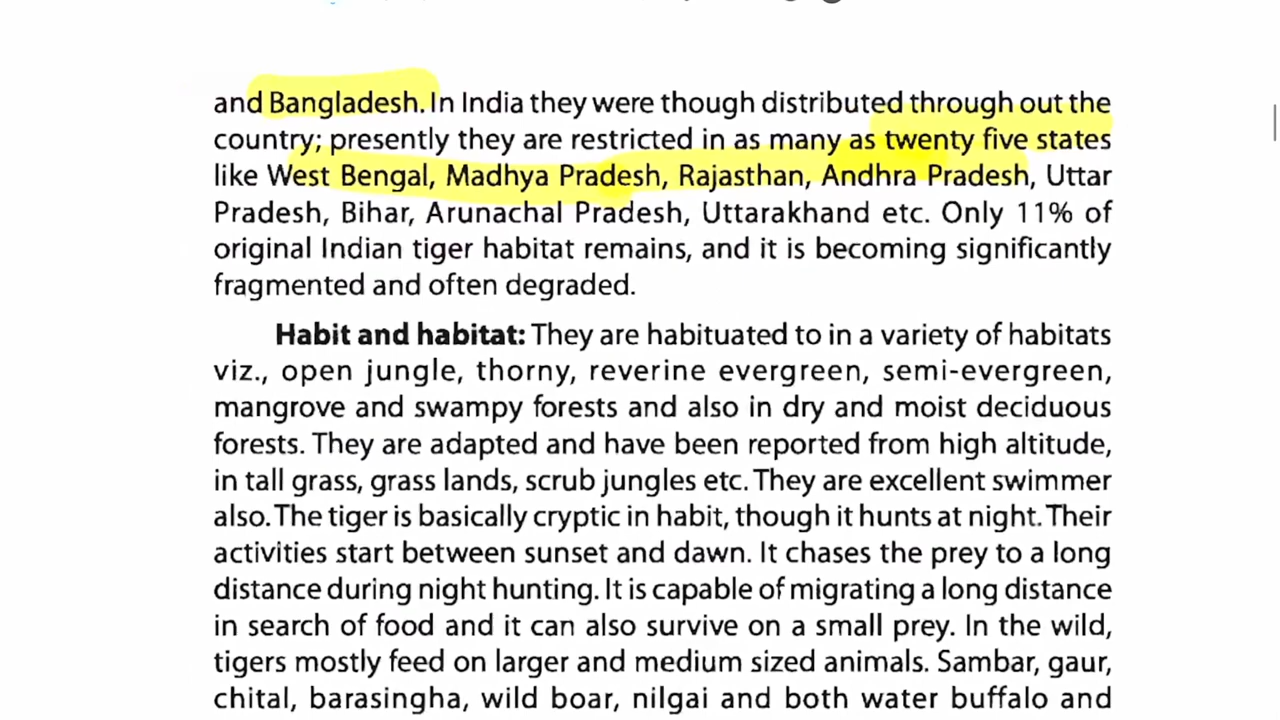 and Bangladesh. In India they were though distributed through out the
country; presently they are restricted in as many as twenty five states
like West Bengal, Madhya Pradesh, Rajasthan, Andhra Pradesh, Uttar
Pradesh, Bihar, Arunachal Pradesh, Uttarakhand etc. Only 11% of
original Indian tiger habitat remains, and it is becoming significantly
fragmented and often degraded.
Habit and habitat: They are habituated to in a variety of habitats
viz., open jungle, thorny, reverine evergreen, semi-evergreen,
mangrove and swampy forests and also in dry and moist deciduous
forests. They are adapted and have been reported from high altitude,
in tall grass, grass lands, scrub jungles etc. They are excellent swimmer
also. The tiger is basically cryptic in habit, though it hunts at night. Their
activities start between sunset and dawn. It chases the prey to a long
distance during night hunting. It is capable of migrating a long distance
in search of food and it can also survive on a small prey. In the wild,
tigers mostly feed on larger and medium sized animals. Sambar, gaur,
chital, barasingha, wild boar, nilgai and both water buffalo and